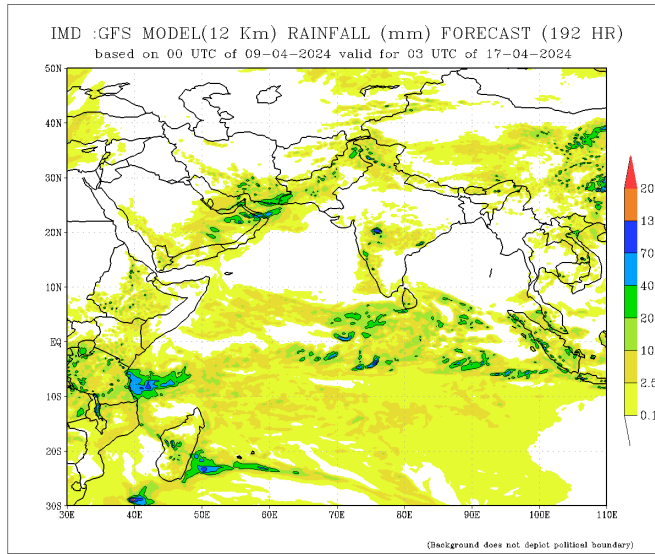 IMD :GFS MODEL(12 Km) RAINFALL (mm) FORECAST (192 HR)
based on 00 UTC of 09-04-2024 valid for 03 UTC of 17-04-2024
50N
40N
30N
20N
10N
EQ
10S
20S
30S
30E 40E 50E 60E 70E 80E 90E 100E 110E
20
13
70
40
20
10
2.5
0.1
(Background does not depict political boundary)